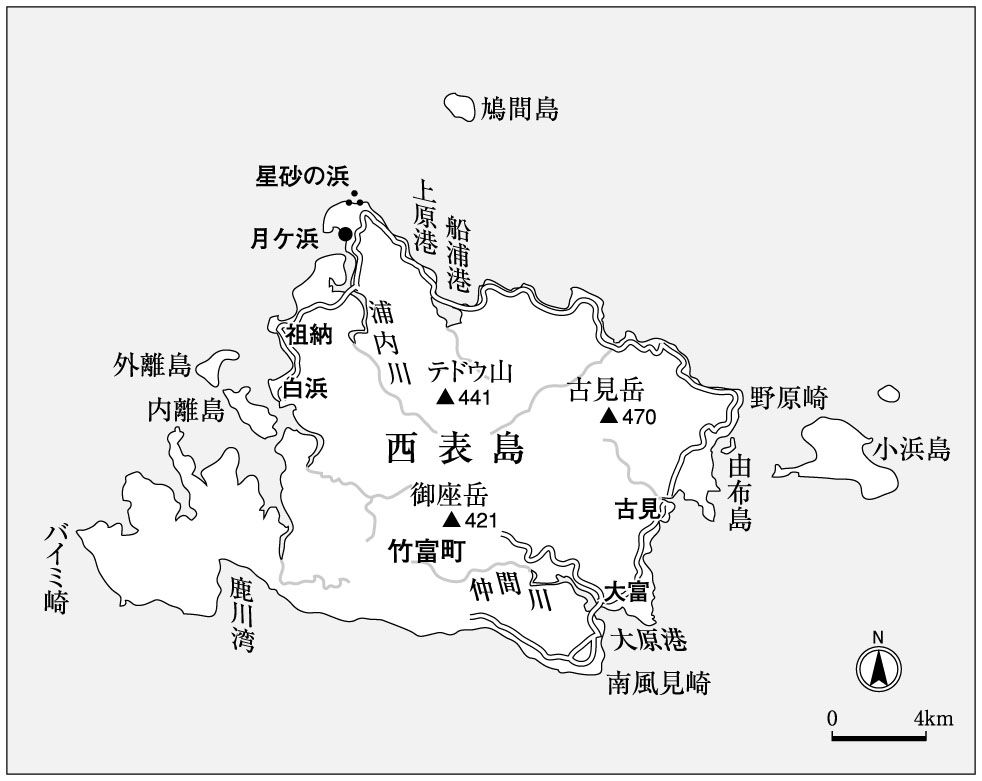 鳩間島
星砂の浜
上原港
船浦港
月ケ浜
浦内川
祖納
外離島
テドウ山
▲441
白浜
古見岳
▲470
内離島
野原崎
西表島
小浜島
由布島
御座岳
▲421
古見
バイミ崎
竹富町
仲間川
鹿川湾
大富
大原港
南風見崎
N
0 4km